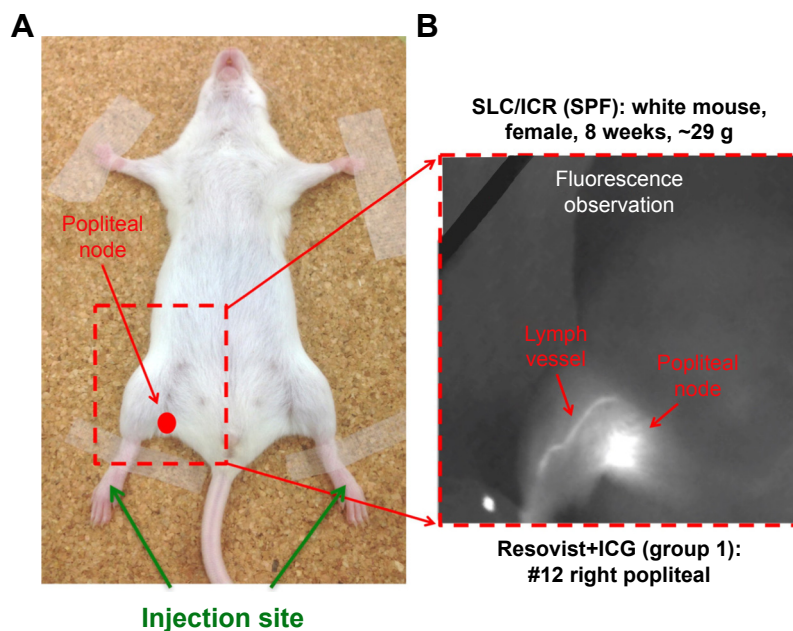 A
Popliteal
node
Injection site
B
SLC/ICR (SPF): white mouse,
female, 8 weeks, ~29 g
Fluorescence
observation
Lymph
vessel
Popliteal
node
Resovist+ICG (group 1):
#12 right popliteal